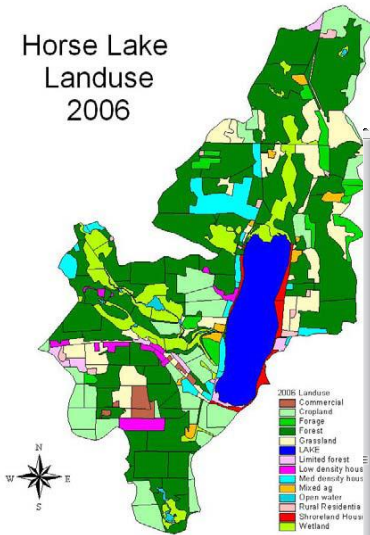 Horse Lake
Landuse
2006
2006 Landuse
Commercial
Cropland
Forage
Forest
Grassland
LAKE
Limited forest
Low density hous
Med density hous
Mixed ag
Open water
Rural Residentia
Shroreland Hous
Wetland
N
W E
S